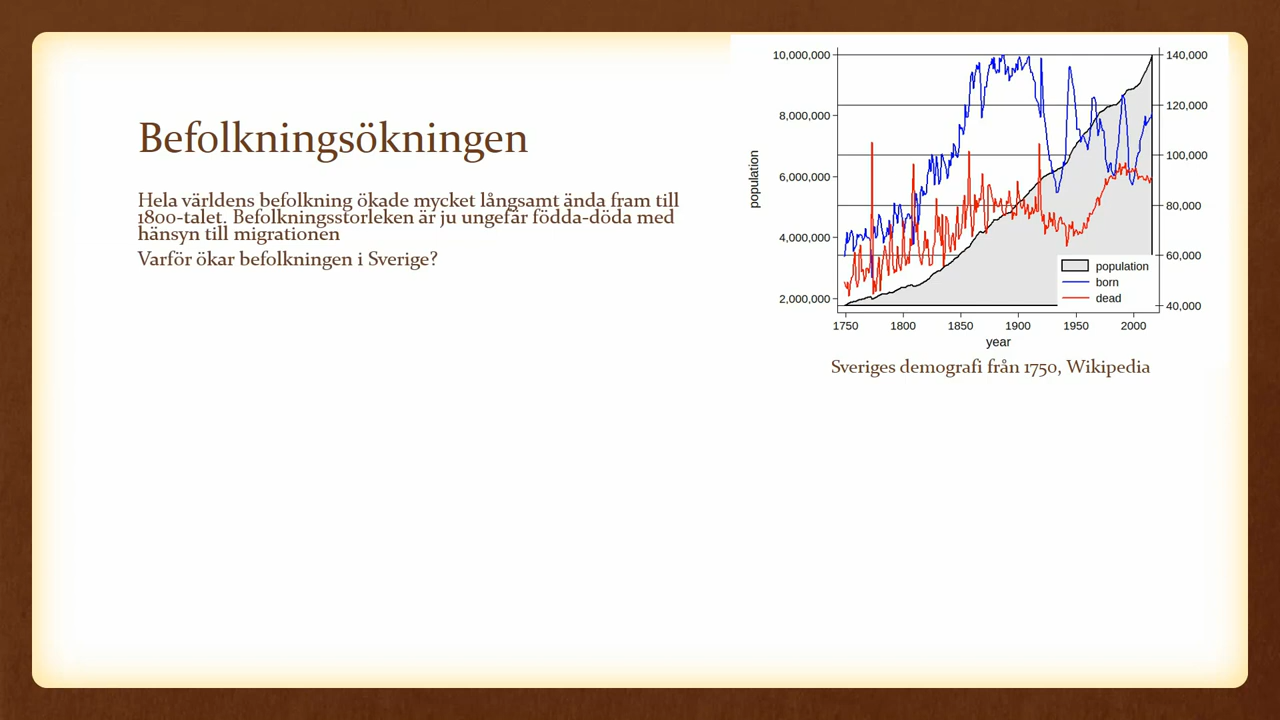 Befolkningsökningen
Hela världens befolkning ökade mycket långsamt ända fram till
1800-talet. Befolkningsstorleken är ju ungefär födda-döda med
hänsyn till migrationen
Varför ökar befolkningen i Sverige?
10,000,000
8,000,000
6,000,000
4,000,000
2,000,000
population
140,000
120,000
100,000
80,000
60,000
40,000
population
born
dead
1750 1800 1850 1900 1950 2000
year
Sveriges demografi från 1750, Wikipedia